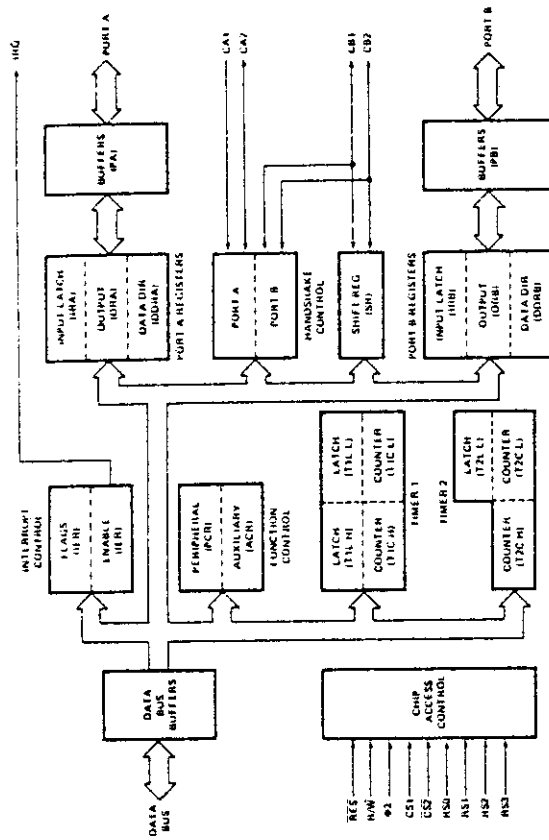 INTERRUPT
CONTROL
FLAGS
(IFR)
ENABLE
(IER)
IRQ
DATA
BUS
DATA
BUS
BUFFERS
PERIPHERAL
(PCR)
AUXILIARY
(ACR)
FUNCTION
CONTROL
LATCH
(T1L H)
LATCH
(T1L L)
COUNTER
(T1C H)
COUNTER
(T1C L)
TIMER 1
TIMER 2
LATCH
(T2L L)
COUNTER
(T2C H)
COUNTER
(T2C L)
RES
R/W
Φ2
CS1
CS2
RS0
RS1
RS2
RS3
CHIP
ACCESS
CONTROL
INPUT LATCH
(IRA)
OUTPUT
(ORA)
DATA DIR
(DDRA)
PORT A REGISTERS
BUFFERS
(PA)
PORT A
PORT A
PORT B
HANDSHAKE
CONTROL
CA1
CA2
SHIFT REG
(SR)
CB1
CB2
PORT B REGISTERS
INPUT LATCH
(IRB)
OUTPUT
(ORB)
DATA DIR
(DDRB)
BUFFERS
(PB)
PORT B